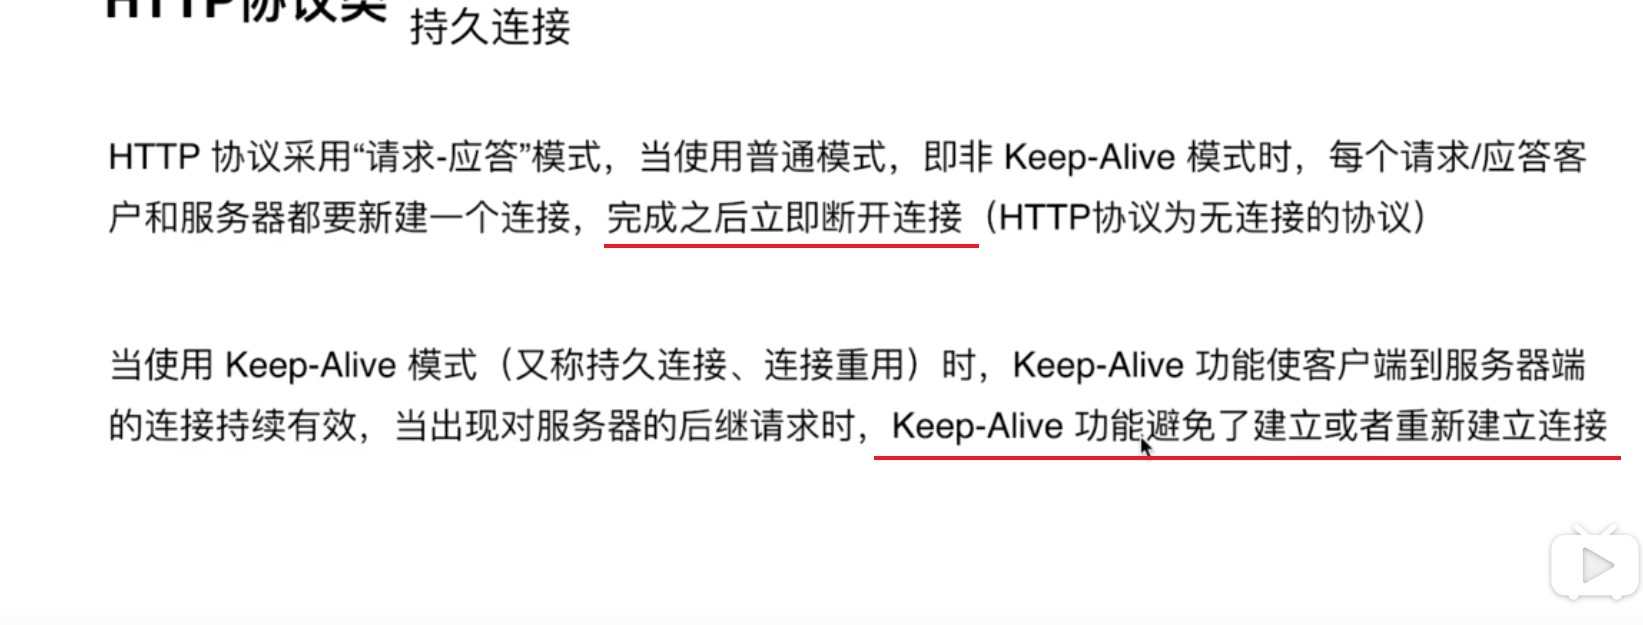 HTTP协议类
持久连接
HTTP 协议采用“请求-应答”模式，当使用普通模式，即非 Keep-Alive 模式时，每个请求/应答客
户和服务器都要新建一个连接，完成之后立即断开连接（HTTP协议为无连接的协议）
当使用 Keep-Alive 模式（又称持久连接、连接重用）时，Keep-Alive 功能使客户端到服务器端
的连接持续有效，当出现对服务器的后继请求时，Keep-Alive 功能避免了建立或者重新建立连接